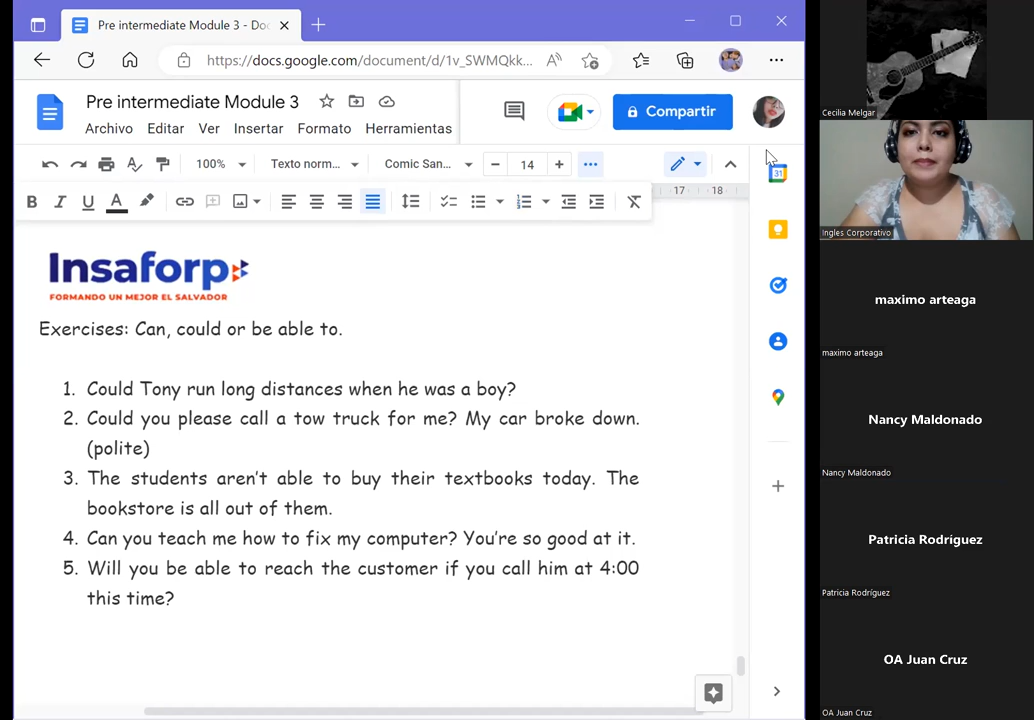 Pre intermediate Module 3 - Doc
https://docs.google.com/document/d/1v_SWMQkk...
Pre intermediate Module 3
Archivo Editar Ver Insertar Formato Herramientas
Compartir
100% Texto norm... Comic San... 14
17 18
31
Insaforp
FORMANDO UN MEJOR EL SALVADOR
Exercises: Can, could or be able to.
1. Could Tony run long distances when he was a boy?
2. Could you please call a tow truck for me? My car broke down.
(polite)
3. The students aren't able to buy their textbooks today. The
bookstore is all out of them.
4. Can you teach me how to fix my computer? You're so good at it.
5. Will you be able to reach the customer if you call him at 4:00
this time?
Cecilia Melgar
Ingles Corporativo
maximo arteaga
maximo arteaga
Nancy Maldonado
Nancy Maldonado
Patricia Rodríguez
Patricia Rodríguez
OA Juan Cruz
OA Juan Cruz